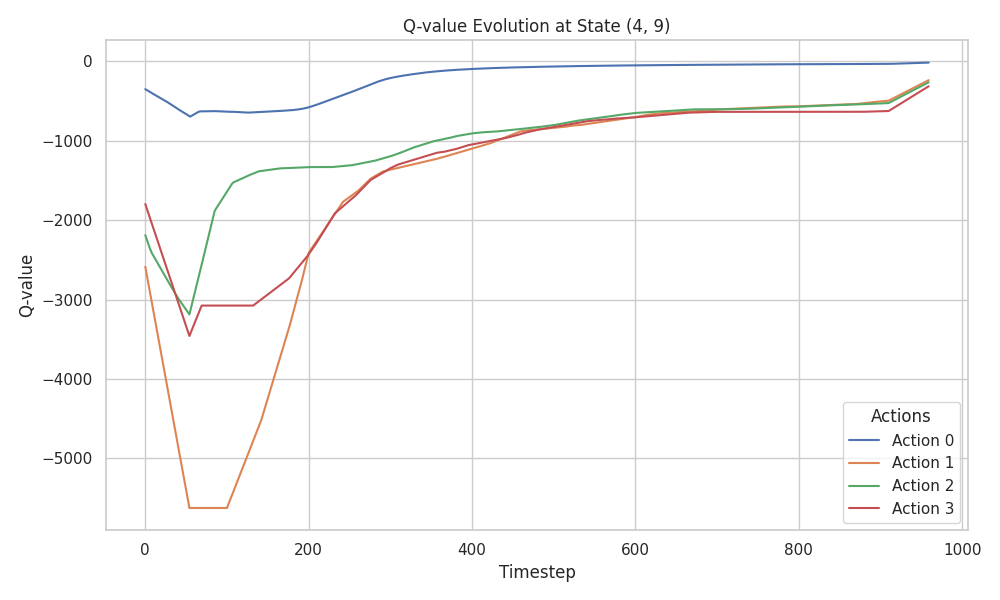 Q-value Evolution at State (4, 9)
Q-value
0
−1000
−2000
−3000
−4000
−5000
0
200
400
600
800
1000
Timestep
Actions
Action 0
Action 1
Action 2
Action 3